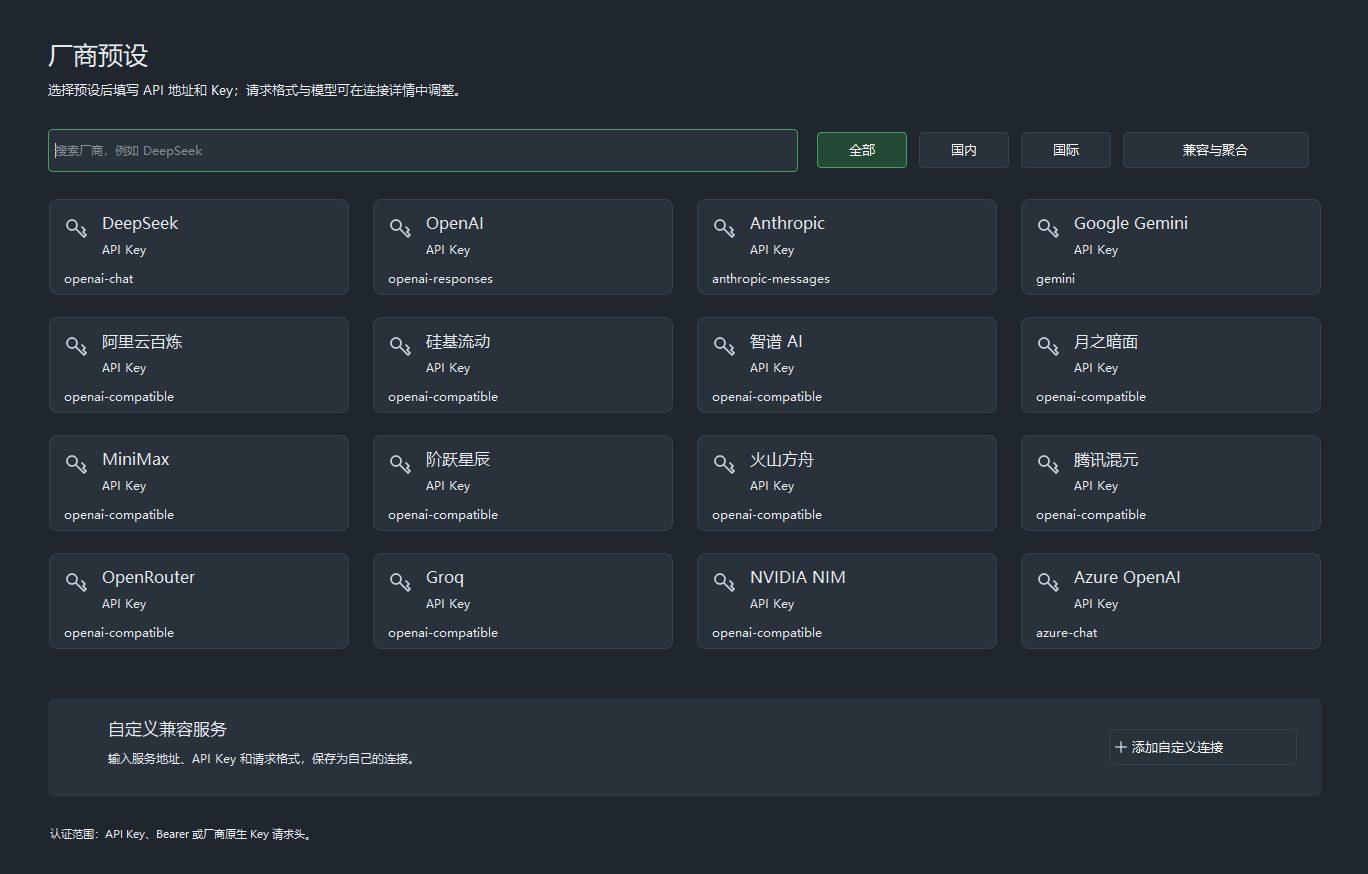 厂商预设
选择预设后填写 API 地址和 Key；请求格式与模型可在连接详情中调整。
搜索厂商，例如 DeepSeek
全部
国内
国际
兼容与聚合
DeepSeek
API Key
openai-chat
OpenAI
API Key
openai-responses
Anthropic
API Key
anthropic-messages
Google Gemini
API Key
gemini
阿里云百炼
API Key
openai-compatible
硅基流动
API Key
openai-compatible
智谱 AI
API Key
openai-compatible
月之暗面
API Key
openai-compatible
MiniMax
API Key
openai-compatible
阶跃星辰
API Key
openai-compatible
火山方舟
API Key
openai-compatible
腾讯混元
API Key
openai-compatible
OpenRouter
API Key
openai-compatible
Groq
API Key
openai-compatible
NVIDIA NIM
API Key
openai-compatible
Azure OpenAI
API Key
azure-chat
自定义兼容服务
输入服务地址、API Key 和请求格式，保存为自己的连接。
添加自定义连接
认证范围：API Key、Bearer 或厂商原生 Key 请求头。